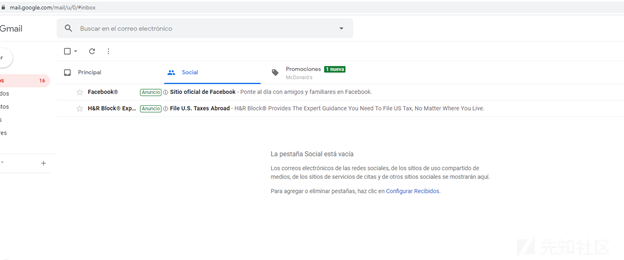 mail.google.com/mail/u/0/#inbox
Gmail
Buscar en el correo electrónico
r
os
16
Principal
Social
Promociones
1 nueva
McDonald's
Facebook®
Anuncio
Sitio oficial de Facebook - Ponte al día con amigos y familiares en Facebook.
dos
H&R Block® Exp...
Anuncio
File U.S. Taxes Abroad - H&R Block® Provides The Expert Guidance You Need To File US Tax, No Matter Where You Live.
tos
s
res
La pestaña Social está vacía
Los correos electrónicos de las redes sociales, de los sitios de uso compartido de
medios, de los sitios de servicios de citas y de otros sitios sociales se mostrarán aquí.
Para agregar o eliminar pestañas, haz clic en Configurar Recibidos.
先知社区